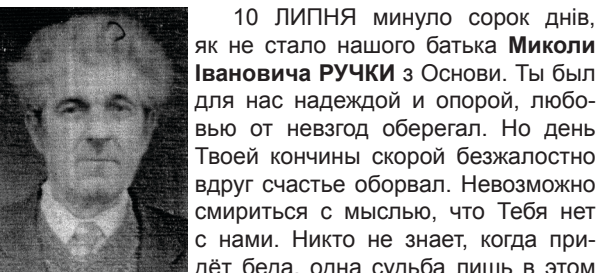 10 ЛИПНЯ минуло сорок днів,
як не стало нашого батька Миколи
Івановича РУЧКИ з Основи. Ты был
для нас надеждой и опорой, любо-
вью от невзгод оберегал. Но день
Твоей кончины скорой безжалостно
вдруг счастье оборвал. Невозможно
смириться с мыслью, что Тебя нет
с нами. Никто не знает, когда при-
дёт беда, одна судьба лишь в этом